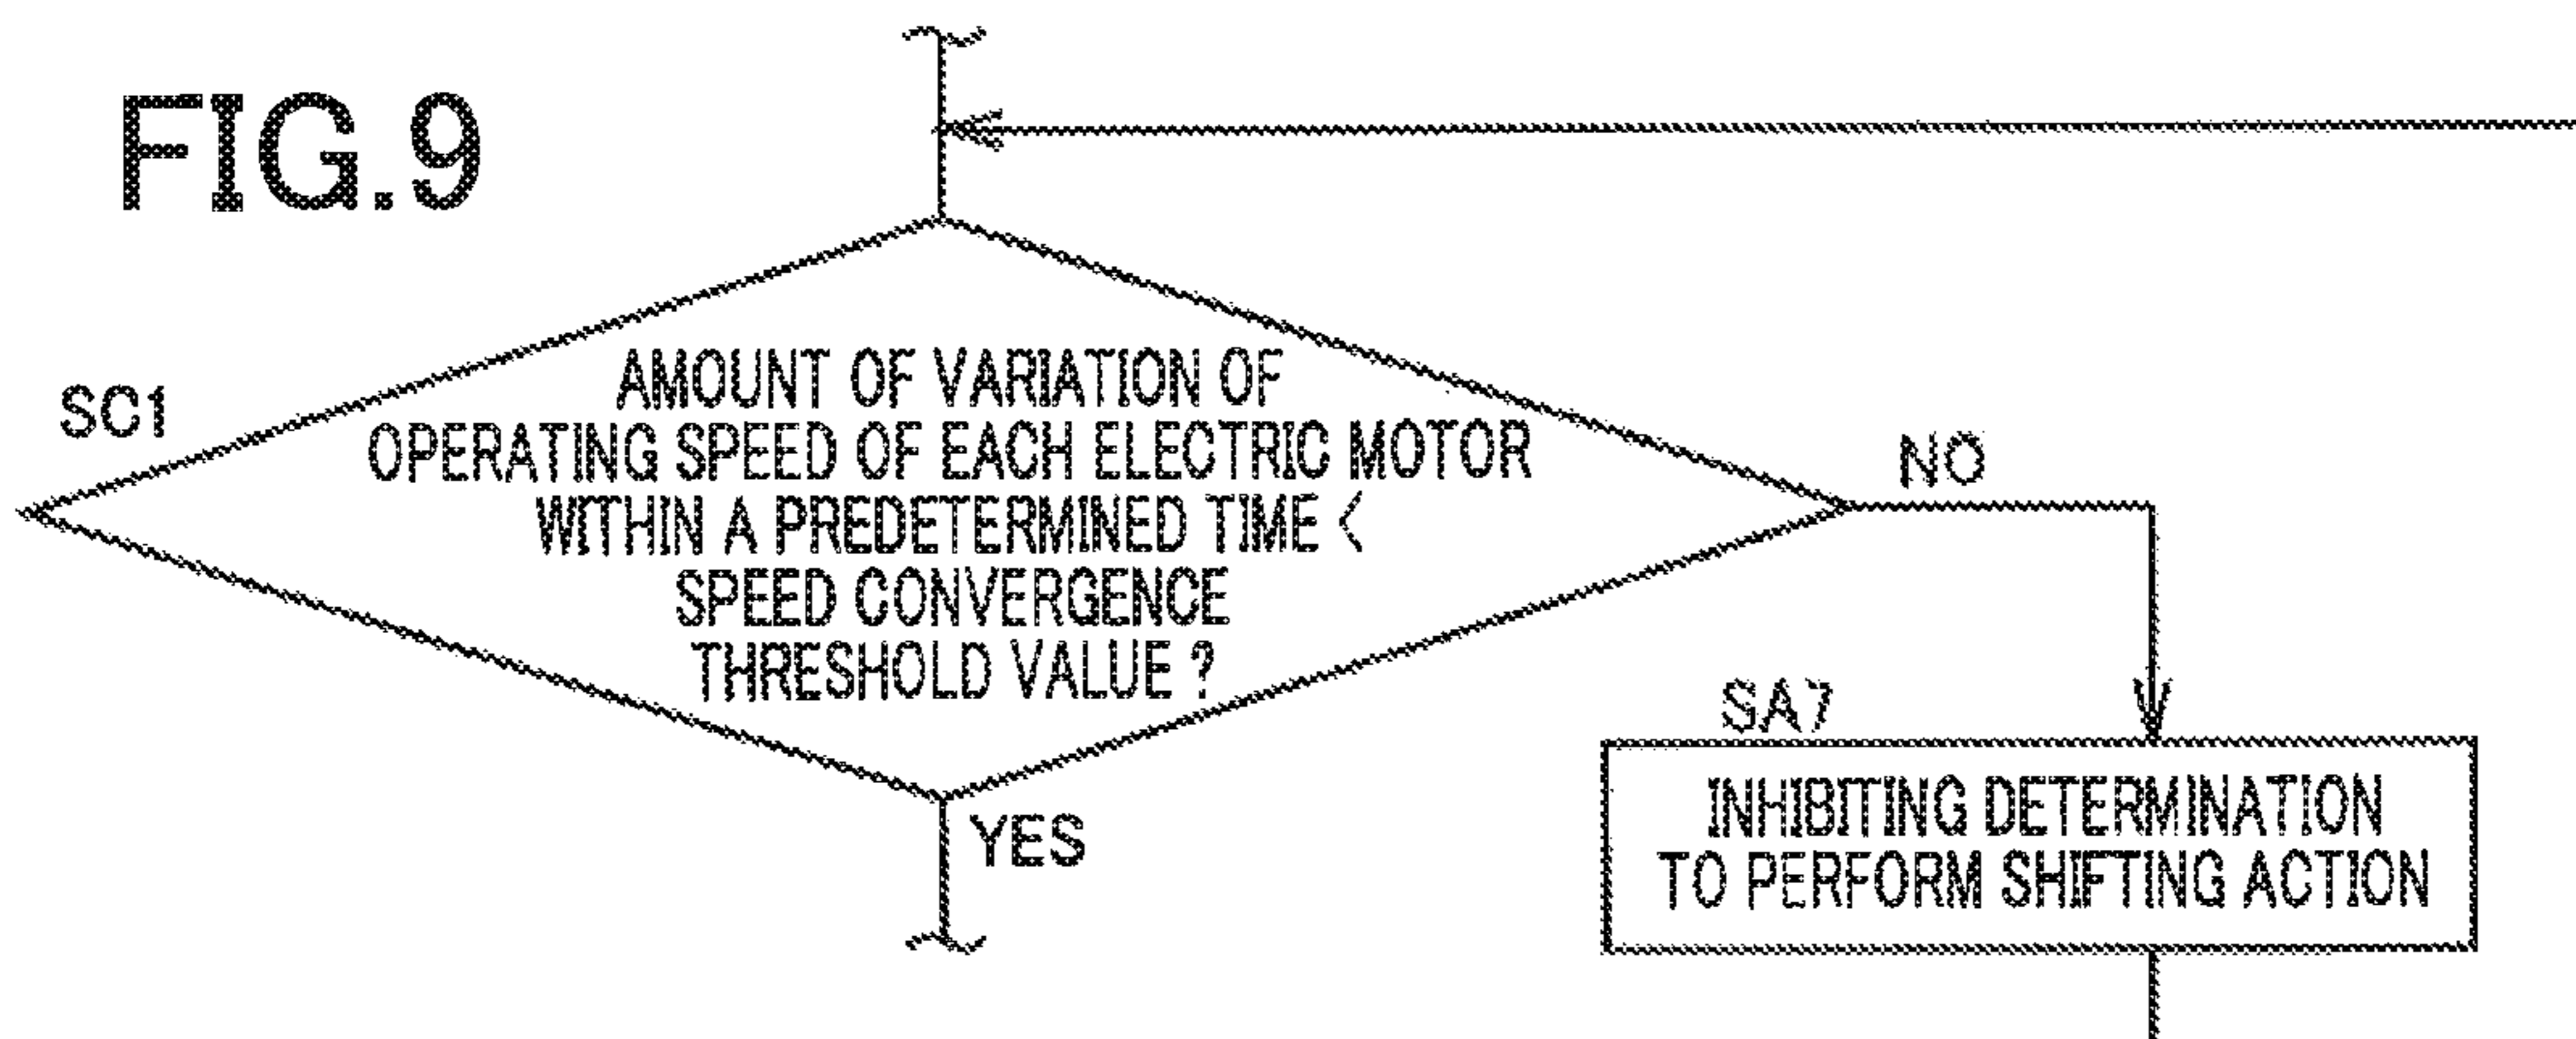 FIG.9
SC1
AMOUNT OF VARIATION OF
OPERATING SPEED OF EACH ELECTRIC MOTOR
WITHIN A PREDETERMINED TIME <
SPEED CONVERGENCE
THRESHOLD VALUE ?
NO
YES
SA7
INHIBITING DETERMINATION
TO PERFORM SHIFTING ACTION